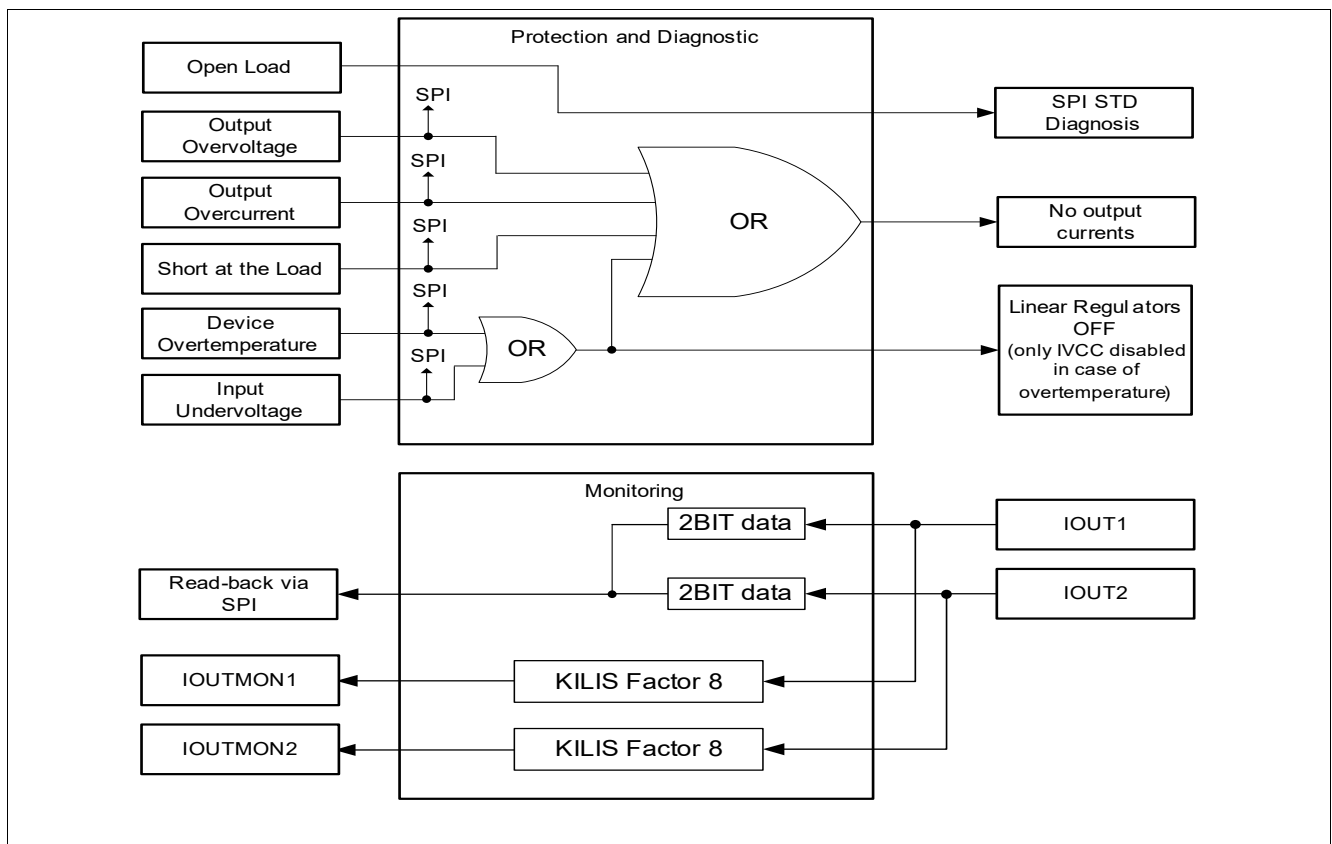 Protection and Diagnostic
Open Load
SPI
SPI STD
Diagnosis
Output
Overvoltage
SPI
Output
Overcurrent
OR
No output
currents
SPI
Short at the Load
SPI
Device
Overtemperature
OR
Linear Regulators
OFF
(only IVCC disabled
in case of
overtemperature)
SPI
Input
Undervoltage
Monitoring
2BIT data
IOUT1
Read-back via
SPI
2BIT data
IOUT2
IOUTMON1
KILIS Factor 8
IOUTMON2
KILIS Factor 8